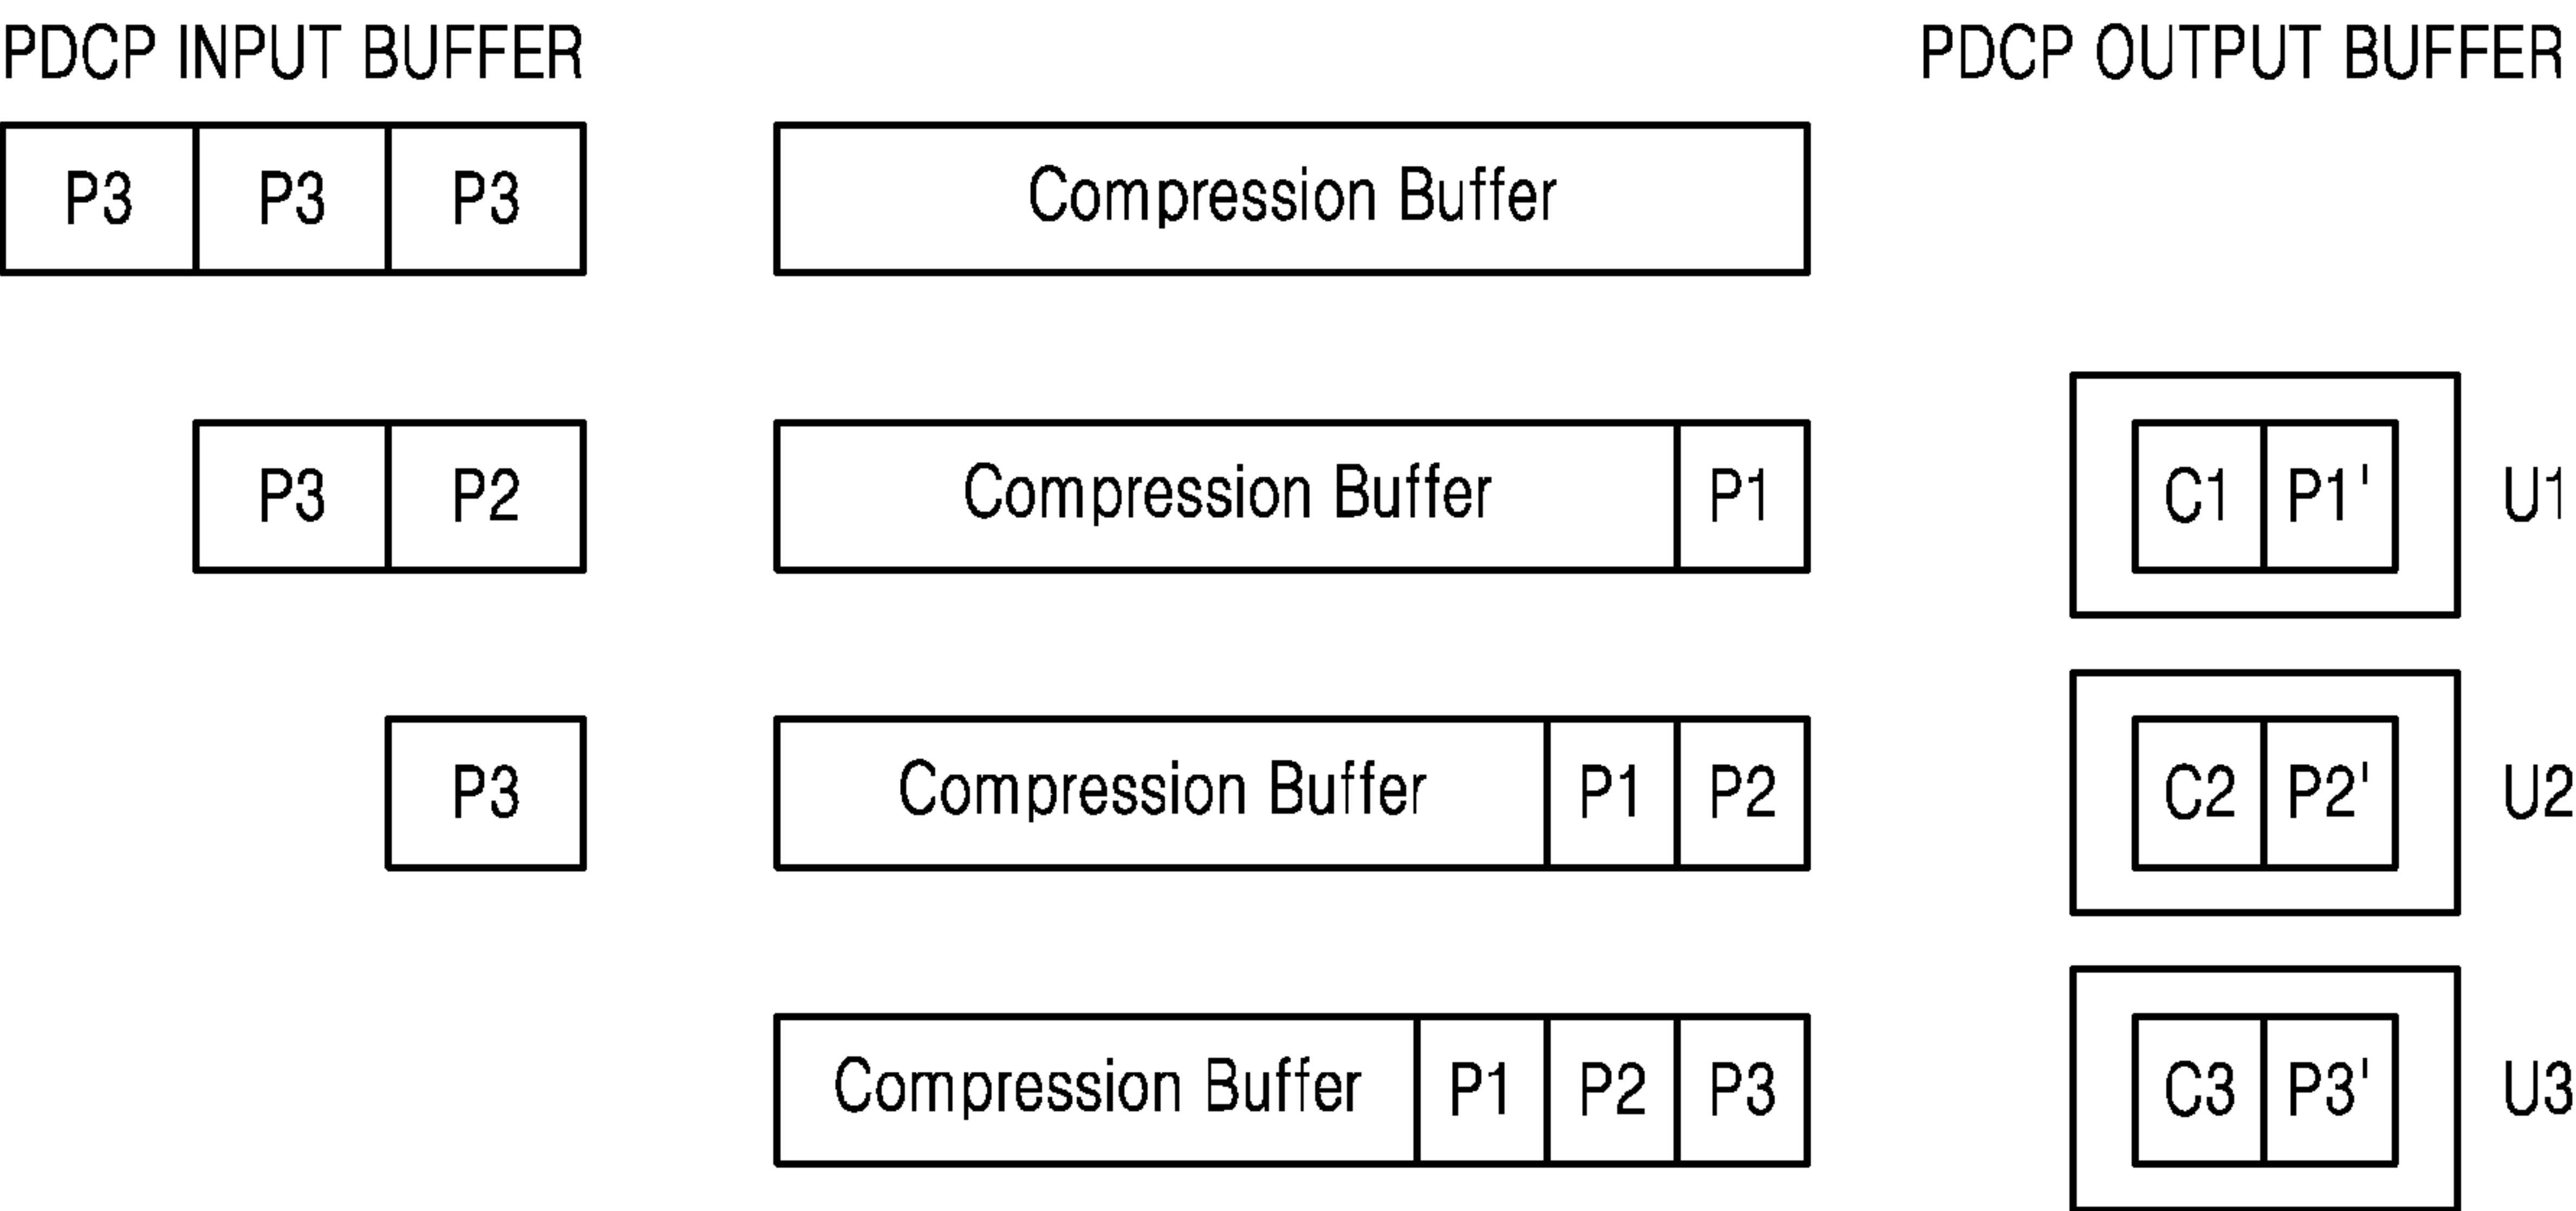 PDCP INPUT BUFFER PDCP OUTPUT BUFFER
P3 P3 P3 Compression Buffer
P3 P2 Compression Buffer P1 C1 P1' U1
P3 Compression Buffer P1 P2 C2 P2' U2
Compression Buffer P1 P2 P3 C3 P3' U3